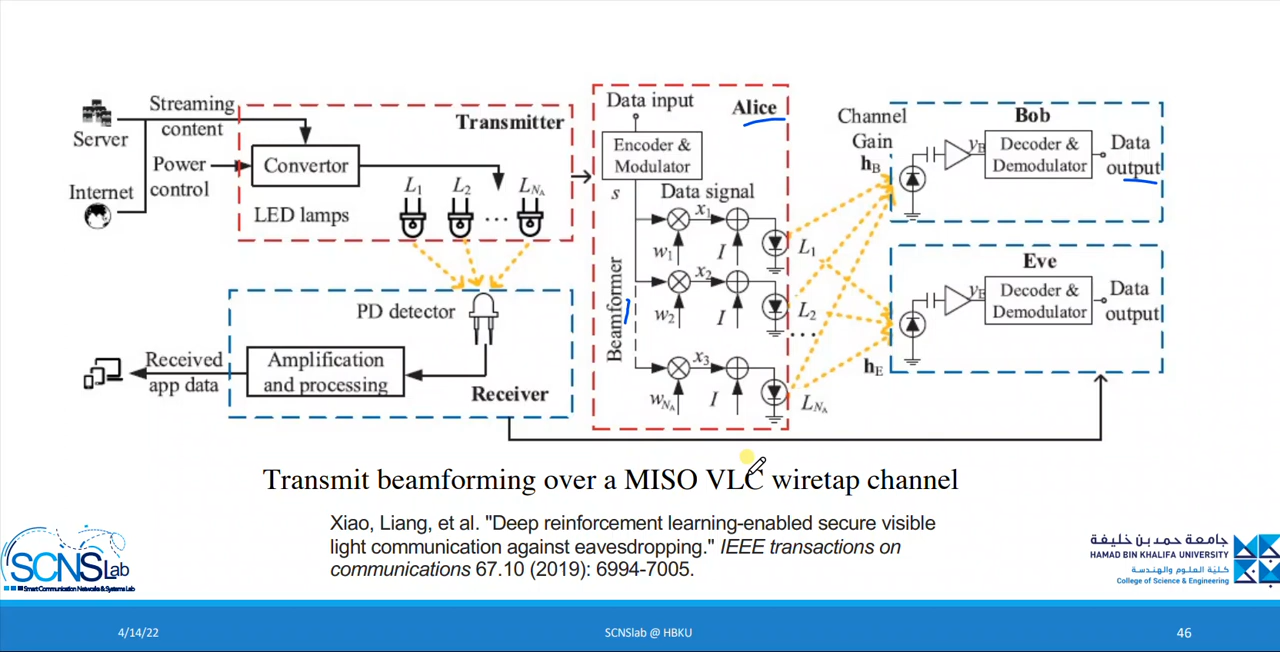 Server
Internet
Streaming
content
Power
control
Transmitter
Convertor
LED lamps
L1
L2
...
LNA
PD detector
Received
app data
Amplification
and processing
Receiver
Data input
Alice
Encoder &
Modulator
s
Data signal
Beamformer
x1
w1
I
L1
x2
w2
I
L2
...
x3
wNA
I
LNA
Channel
Gain
hB
hE
Bob
vB
Decoder &
Demodulator
Data
output
Eve
vE
Decoder &
Demodulator
Data
output
Transmit beamforming over a MISO VLC wiretap channel
Xiao, Liang, et al. "Deep reinforcement learning-enabled secure visible
light communication against eavesdropping." IEEE transactions on
communications 67.10 (2019): 6994-7005.
SCNSLab
Smart Communication Networks & Systems Lab
جامعة حمد بن خليفة
HAMAD BIN KHALIFA UNIVERSITY
كلية العلوم والهندسة
College of Science & Engineering
4/14/22
SCNSlab @ HBKU
46